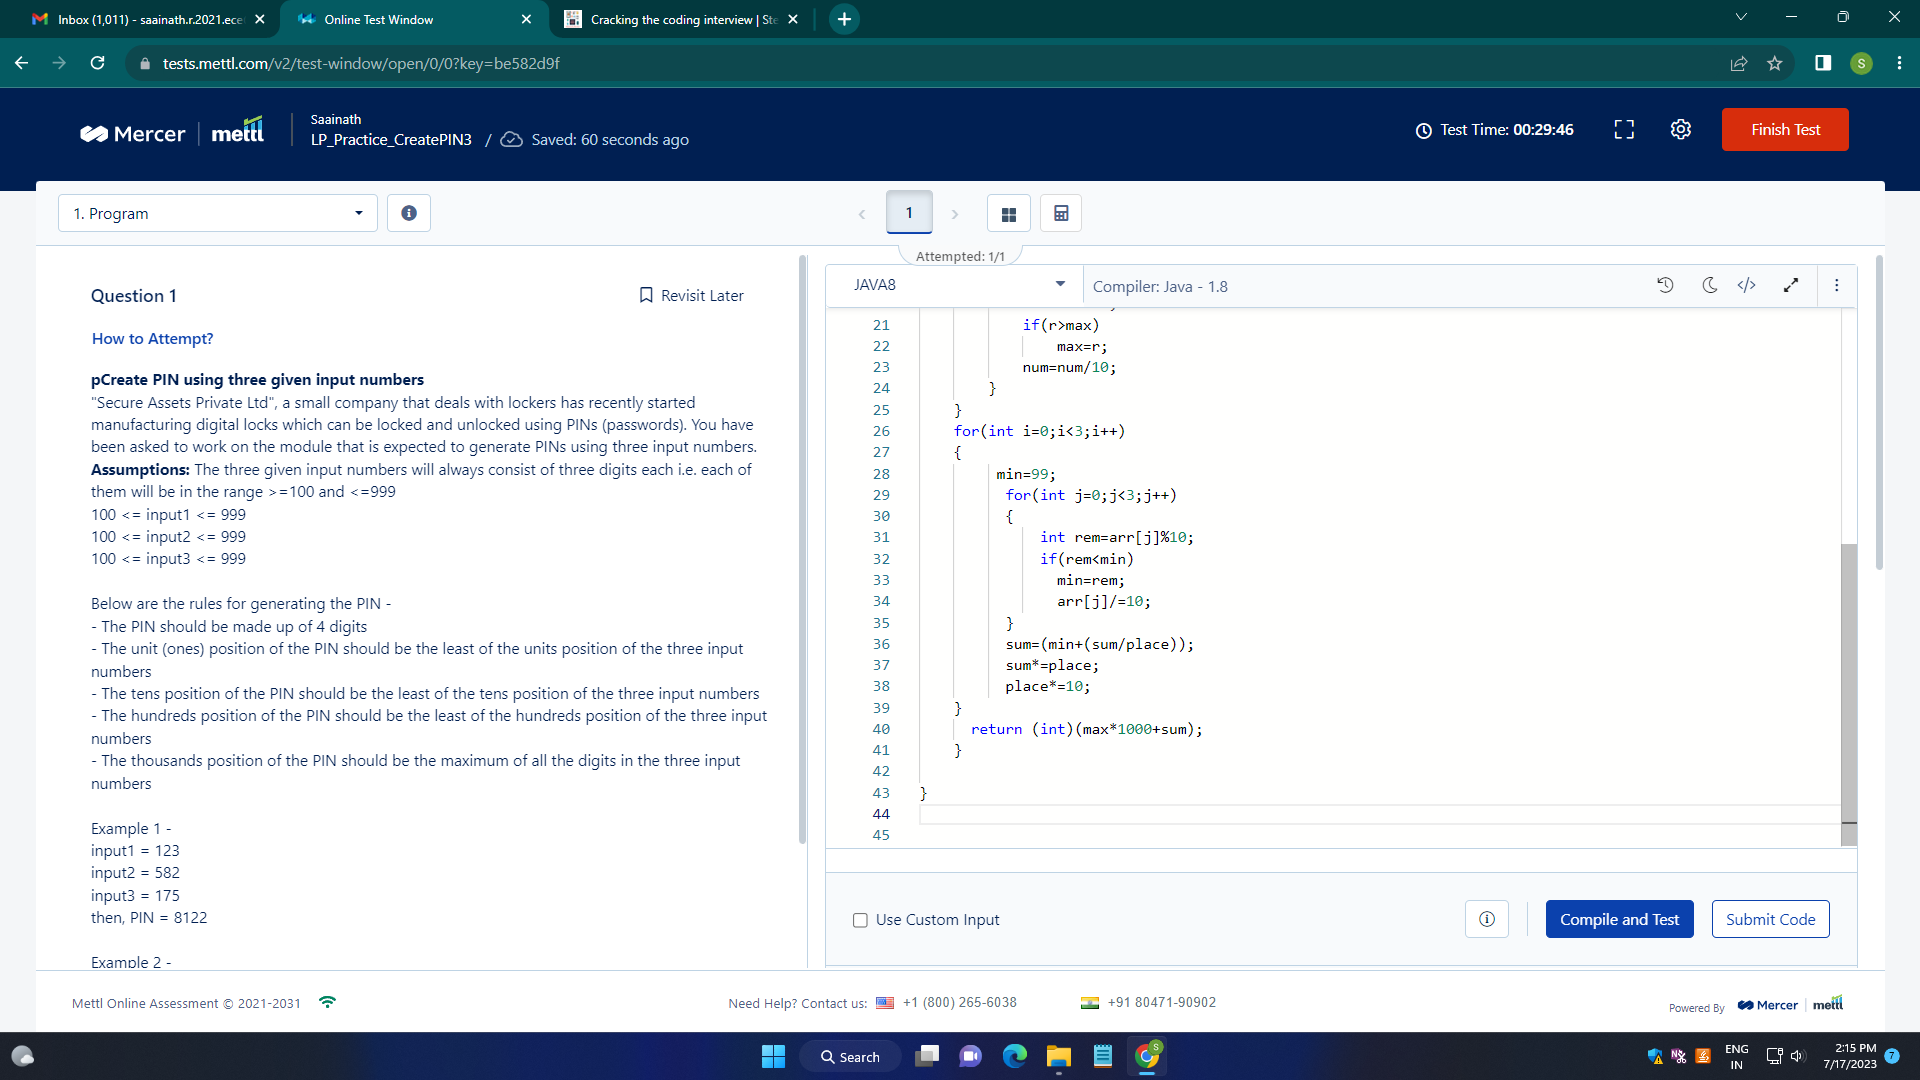 Inbox (1,011) - saainath.r.2021.ece
Online Test Window
Cracking the coding interview | Ste
tests.mettl.com/v2/test-window/open/0/0?key=be582d9f
S
Mercer | mettl
Saainath
LP_Practice_CreatePIN3 / Saved: 60 seconds ago
Test Time: 00:29:46
Finish Test
1. Program
1
Attempted: 1/1
Question 1
Revisit Later
How to Attempt?
pCreate PIN using three given input numbers
"Secure Assets Private Ltd", a small company that deals with lockers has recently started
manufacturing digital locks which can be locked and unlocked using PINs (passwords). You have
been asked to work on the module that is expected to generate PINs using three input numbers.
Assumptions: The three given input numbers will always consist of three digits each i.e. each of
them will be in the range >=100 and <=999
100 <= input1 <= 999
100 <= input2 <= 999
100 <= input3 <= 999
Below are the rules for generating the PIN -
- The PIN should be made up of 4 digits
- The unit (ones) position of the PIN should be the least of the units position of the three input
numbers
- The tens position of the PIN should be the least of the tens position of the three input numbers
- The hundreds position of the PIN should be the least of the hundreds position of the three input
numbers
- The thousands position of the PIN should be the maximum of all the digits in the three input
numbers
Example 1 -
input1 = 123
input2 = 582
input3 = 175
then, PIN = 8122
Example 2 -
JAVA8
Compiler: Java - 1.8
21 if(r>max)
22 max=r;
23 num=num/10;
24 }
25 }
26 for(int i=0;i<3;i++)
27 {
28 min=99;
29 for(int j=0;j<3;j++)
30 {
31 int rem=arr[j]%10;
32 if(rem<min)
33 min=rem;
34 arr[j]/=10;
35 }
36 sum=(min+(sum/place));
37 sum*=place;
38 place*=10;
39 }
40 return (int)(max*1000+sum);
41 }
42
43 }
44
45
Use Custom Input
Compile and Test
Submit Code
Mettl Online Assessment © 2021-2031
Need Help? Contact us: +1 (800) 265-6038
+91 80471-90902
Powered By Mercer | mettl
Search
S
ENG
IN
2:15 PM
7/17/2023
7